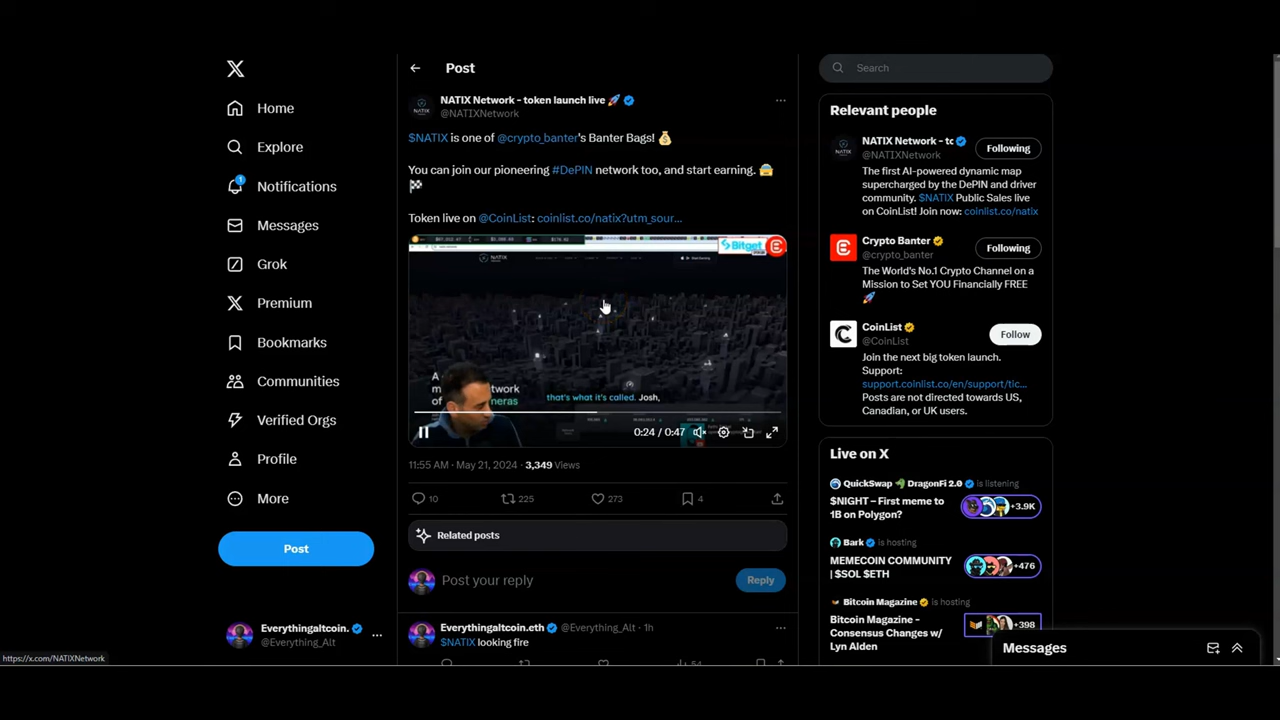 Home
Explore
Notifications
Messages
Grok
Premium
Bookmarks
Communities
Verified Orgs
Profile
More
Post
Everythingaltcoin.
@Everything_Alt
https://x.com/NATIXNetwork
Post
NATIX Network - token launch live 🚀
@NATIXNetwork
$NATIX is one of @crypto_banter's Banter Bags! 💰
You can join our pioneering #DePIN network too, and start earning. 🚖
🏁
Token live on @CoinList: coinlist.co/natix?utm_sour...
Bitget
NATIX
that's what it's called. Josh,
0:24 / 0:47
11:55 AM · May 21, 2024 · 3,349 Views
10
225
273
4
Related posts
Post your reply
Reply
Everythingaltcoin.eth @Everything_Alt · 1h
$NATIX looking fire
54
Search
Relevant people
NATIX Network - tc
@NATIXNetwork
Following
The first AI-powered dynamic map
supercharged by the DePIN and driver
community. $NATIX Public Sales live
on CoinList! Join now: coinlist.co/natix
Crypto Banter
@crypto_banter
Following
The World's No.1 Crypto Channel on a
Mission to Set YOU Financially FREE
🚀
CoinList
@CoinList
Follow
Join the next big token launch.
Support:
support.coinlist.co/en/support/tic...
Posts are not directed towards US,
Canadian, or UK users.
Live on X
QuickSwap 🐲 DragonFi 2.0 is listening
$NIGHT – First meme to
1B on Polygon?
+3.9K
Bark is hosting
MEMECOIN COMMUNITY
| $SOL $ETH
+476
Bitcoin Magazine is hosting
Bitcoin Magazine -
Consensus Changes w/
Lyn Alden
+398
Messages